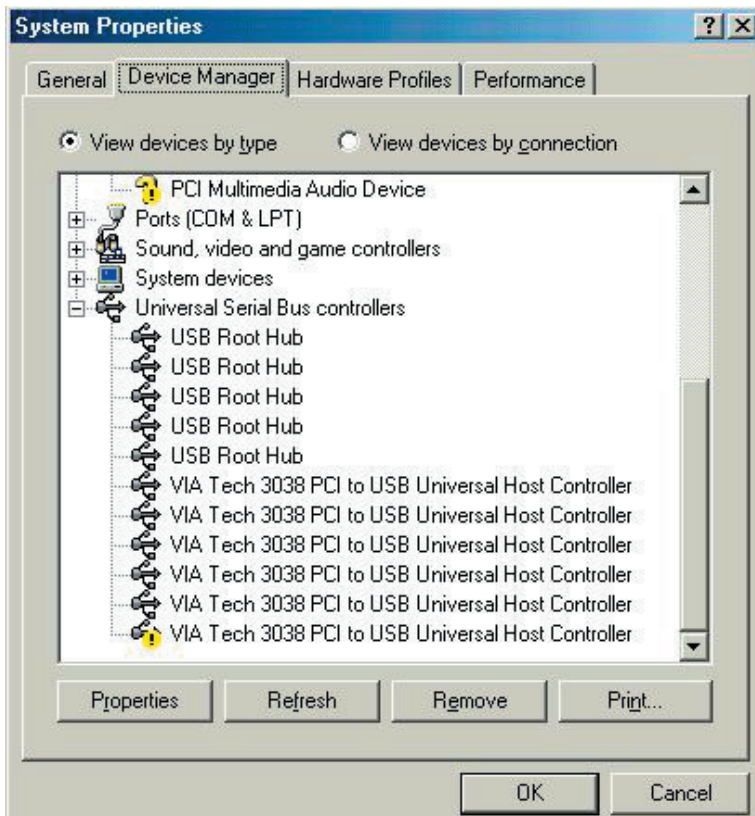 System Properties
General Device Manager Hardware Profiles Performance
View devices by type View devices by connection
PCI Multimedia Audio Device
Ports (COM & LPT)
Sound, video and game controllers
System devices
Universal Serial Bus controllers
USB Root Hub
USB Root Hub
USB Root Hub
USB Root Hub
USB Root Hub
VIA Tech 3038 PCI to USB Universal Host Controller
VIA Tech 3038 PCI to USB Universal Host Controller
VIA Tech 3038 PCI to USB Universal Host Controller
VIA Tech 3038 PCI to USB Universal Host Controller
VIA Tech 3038 PCI to USB Universal Host Controller
VIA Tech 3038 PCI to USB Universal Host Controller
Properties Refresh Remove Print...
OK Cancel